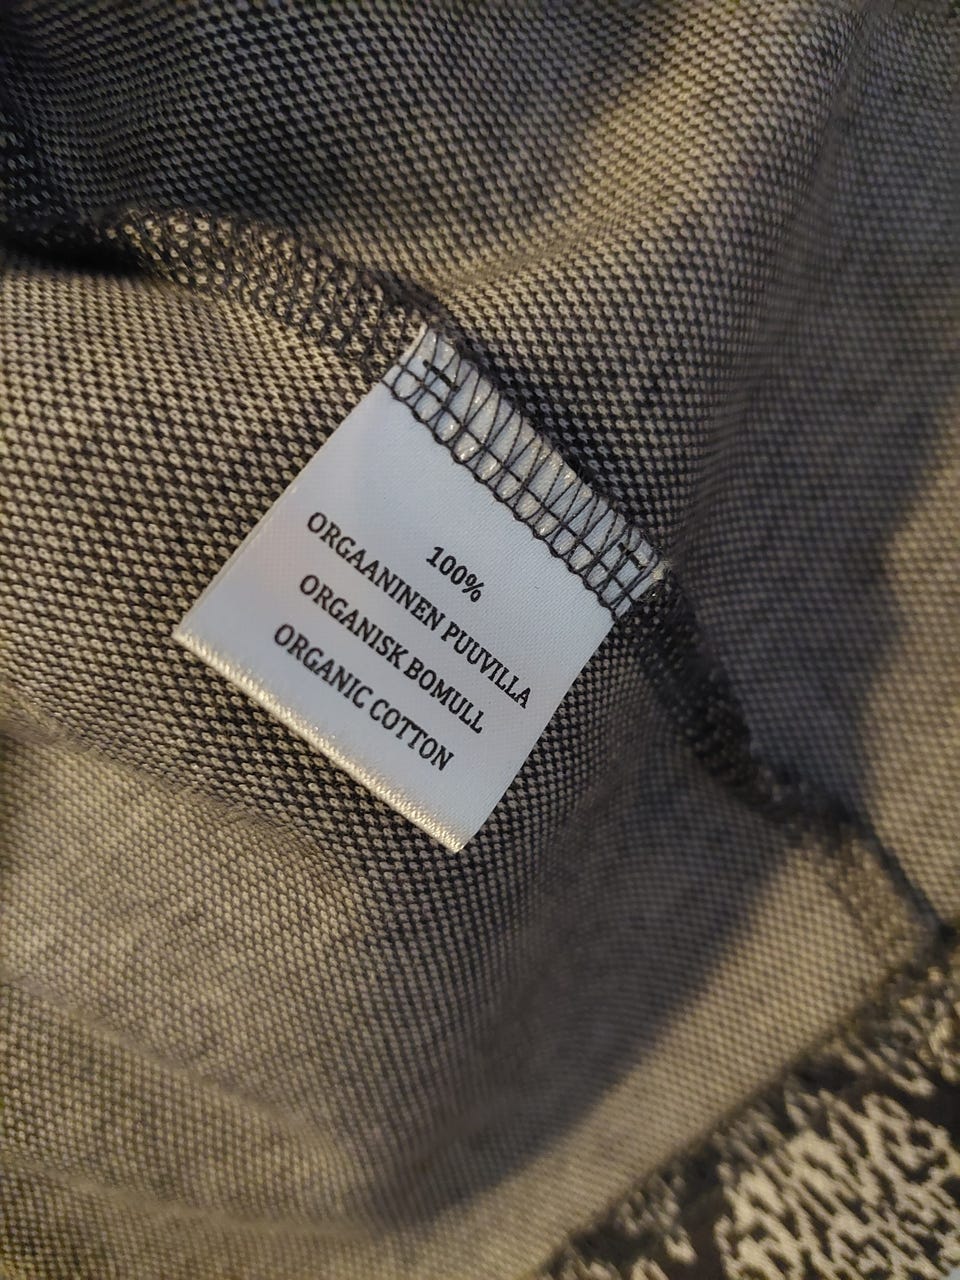 100%
ORGAANINEN PUUVILLA
ORGANISK BOMULL
ORGANIC COTTON